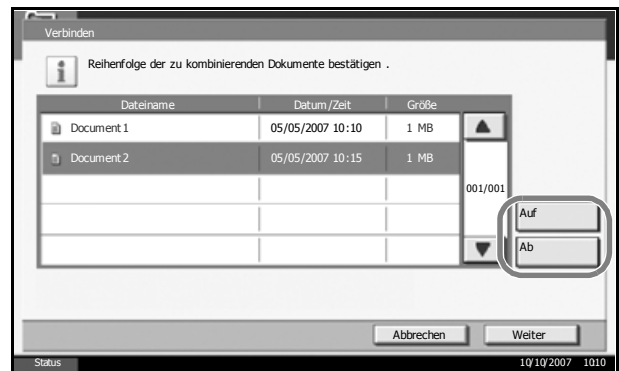 Verbinden
Reihenfolge der zu kombinierenden Dokumente bestätigen .
Dateiname Datum/Zeit Größe
Document 1 05/05/2007 10:10 1 MB
Document 2 05/05/2007 10:15 1 MB
001/001
Auf
Ab
Abbrechen Weiter
Status 10/10/2007 1010